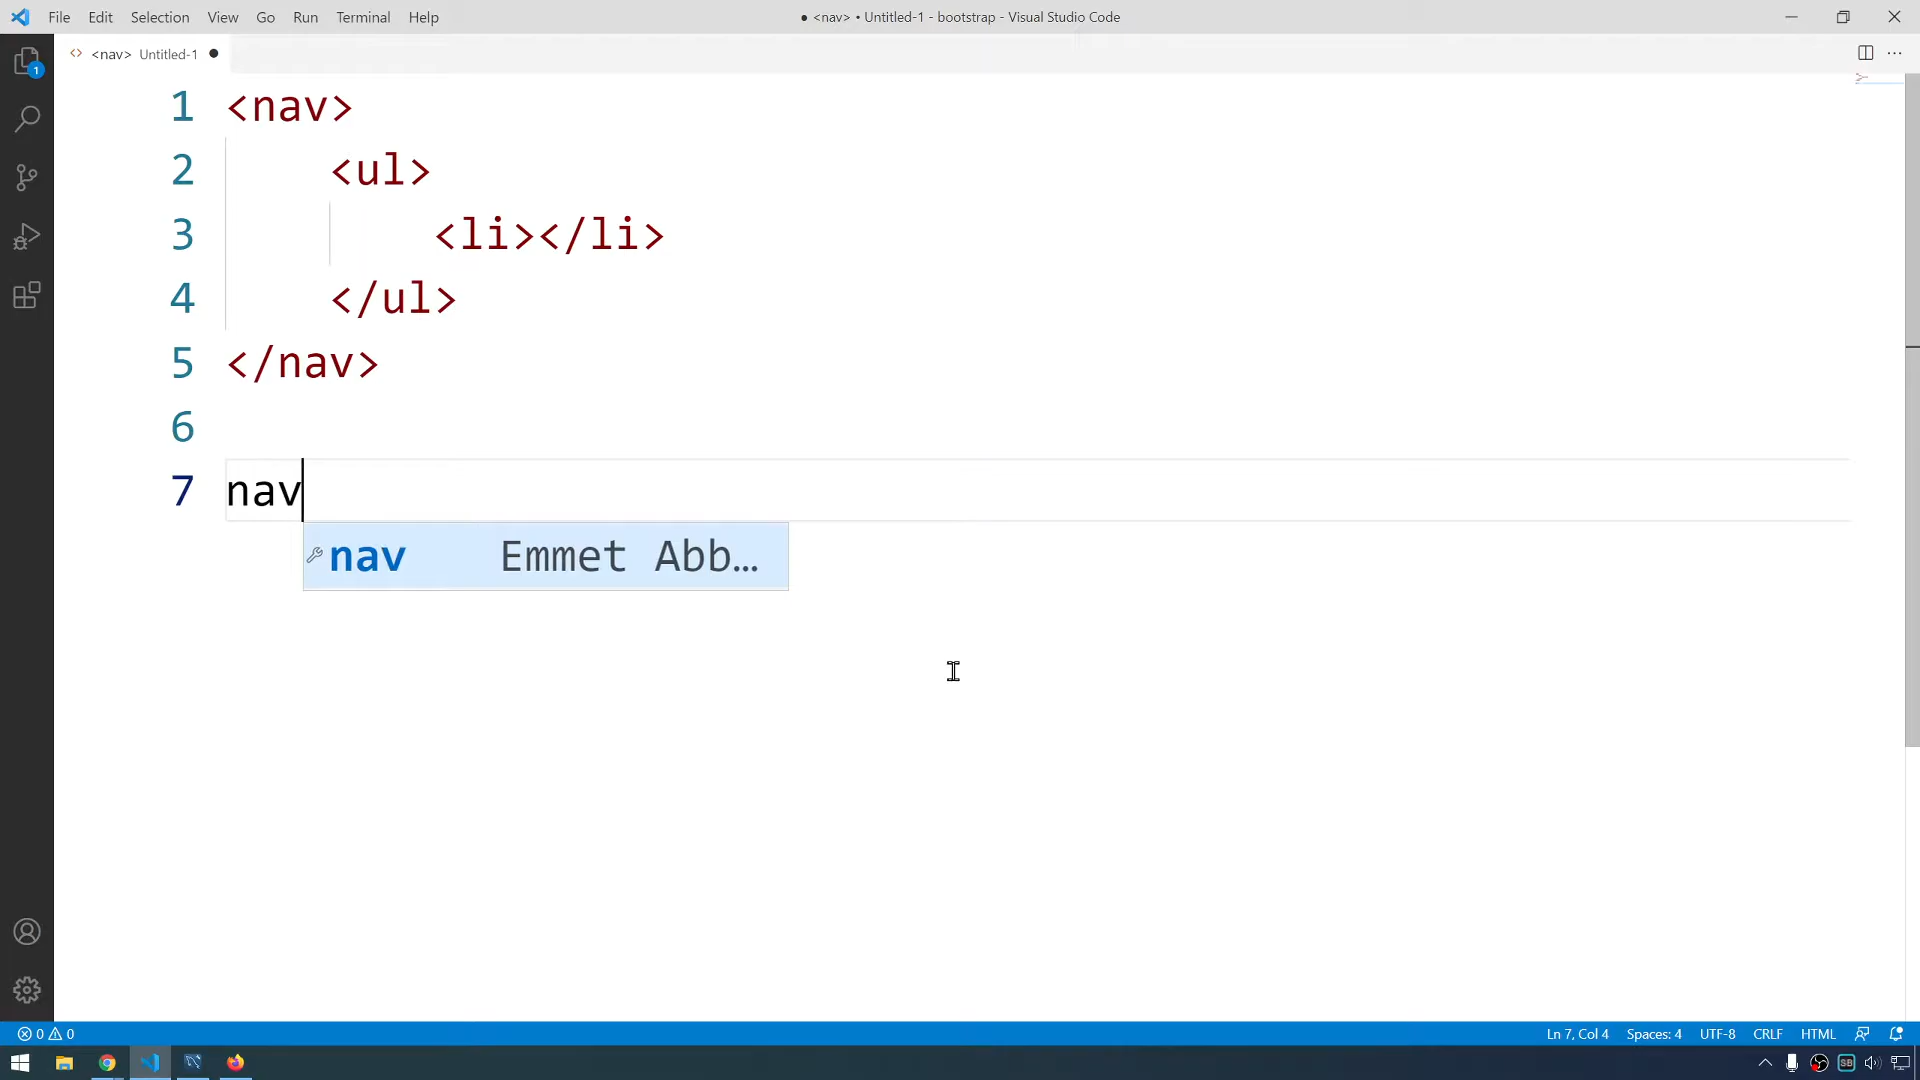 File Edit Selection View Go Run Terminal Help
● <nav> • Untitled-1 - bootstrap - Visual Studio Code
<nav> Untitled-1 ●
1
1 <nav>
2 <ul>
3 <li></li>
4 </ul>
5 </nav>
6
7 nav
nav Emmet Abb...
0 0 Ln 7, Col 4 Spaces: 4 UTF-8 CRLF HTML
SB